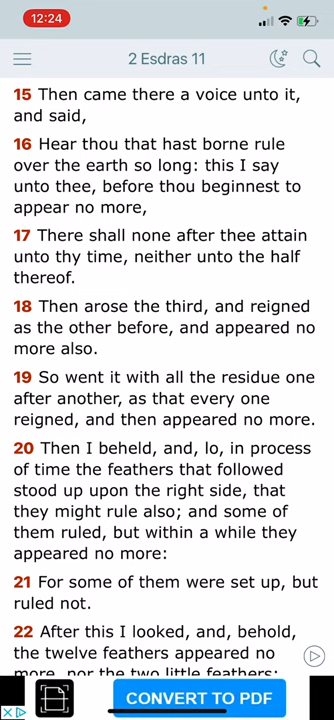 12:24
2 Esdras 11
15 Then came there a voice unto it,
and said,
16 Hear thou that hast borne rule
over the earth so long: this I say
unto thee, before thou beginnest to
appear no more,
17 There shall none after thee attain
unto thy time, neither unto the half
thereof.
18 Then arose the third, and reigned
as the other before, and appeared no
more also.
19 So went it with all the residue one
after another, as that every one
reigned, and then appeared no more.
20 Then I beheld, and, lo, in process
of time the feathers that followed
stood up upon the right side, that
they might rule also; and some of
them ruled, but within a while they
appeared no more:
21 For some of them were set up, but
ruled not.
22 After this I looked, and, behold,
the twelve feathers appeared no
more, nor the two little feathers:
CONVERT TO PDF